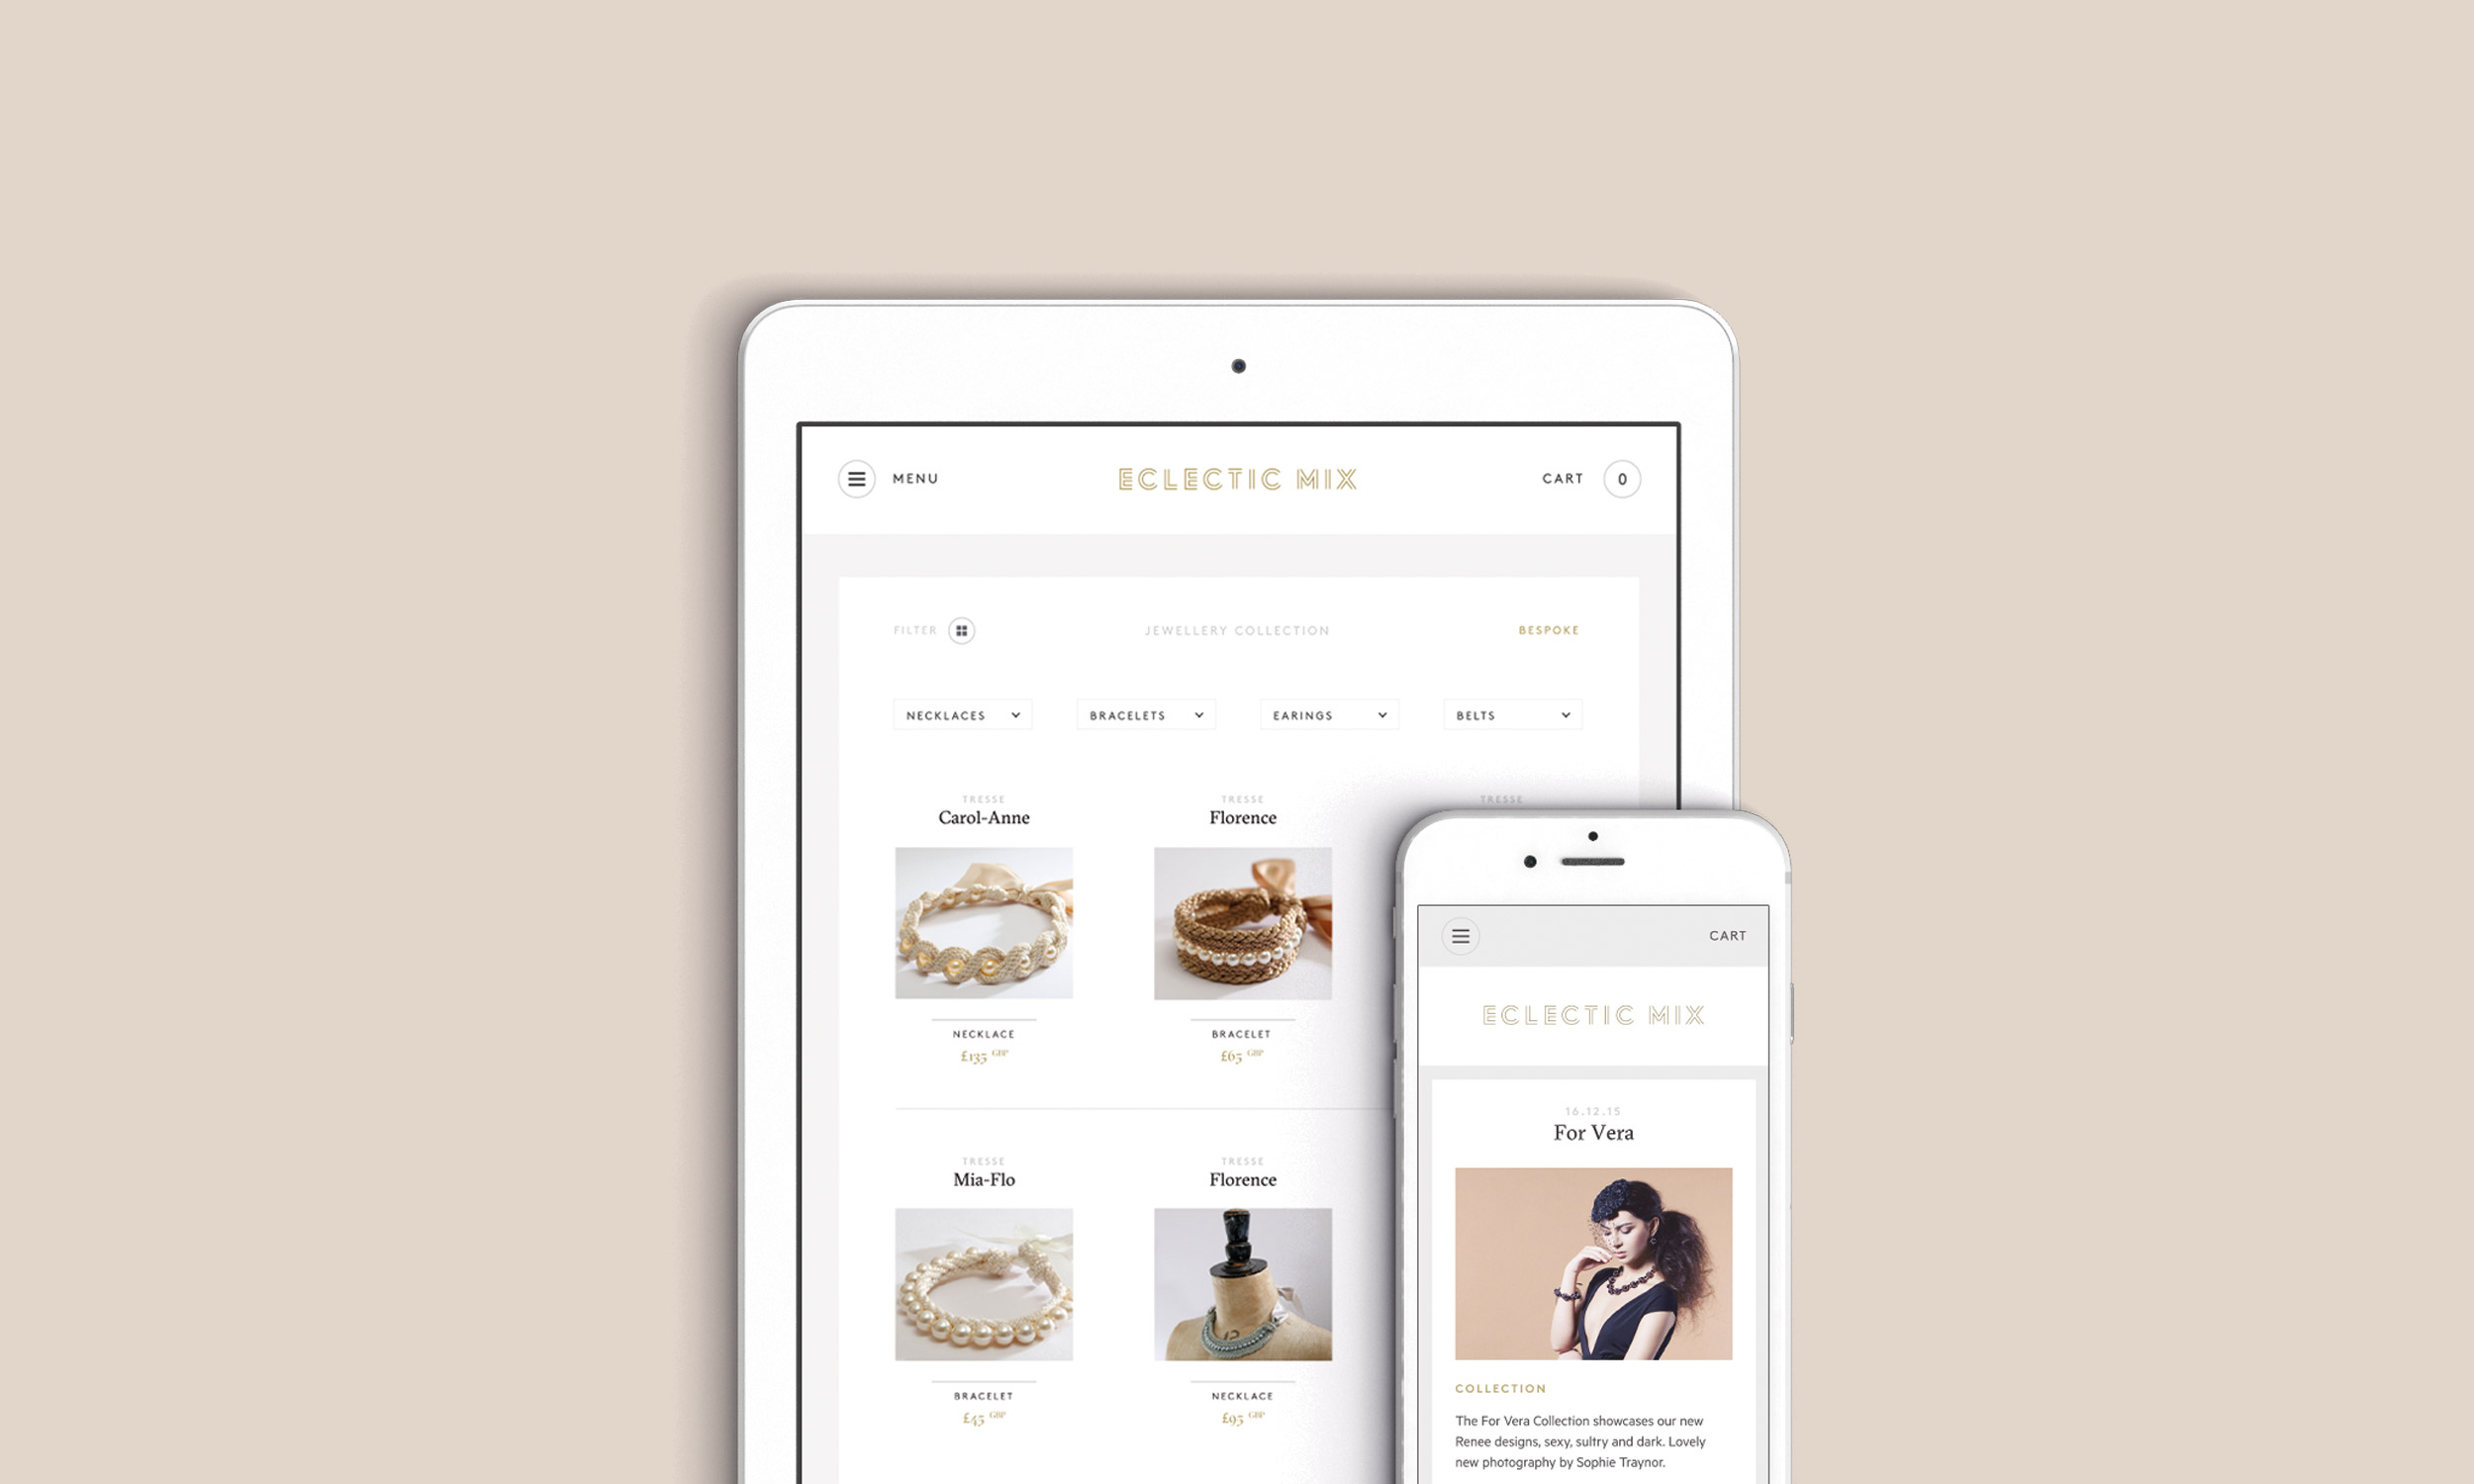 MENU
ECLECTIC MIX
CART
0
FILTER
JEWELLERY COLLECTION
BESPOKE
NECKLACES
BRACELETS
EARINGS
BELTS
TRESSE
Carol-Anne
NECKLACE
£135 GBP
TRESSE
Florence
BRACELET
£65 GBP
TRESSE
TRESSE
Mia-Flo
BRACELET
£45 GBP
TRESSE
Florence
12
NECKLACE
£95 GBP
CART
ECLECTIC MIX
16.12.15
For Vera
COLLECTION
The For Vera Collection showcases our new
Renee designs, sexy, sultry and dark. Lovely
new photography by Sophie Traynor.